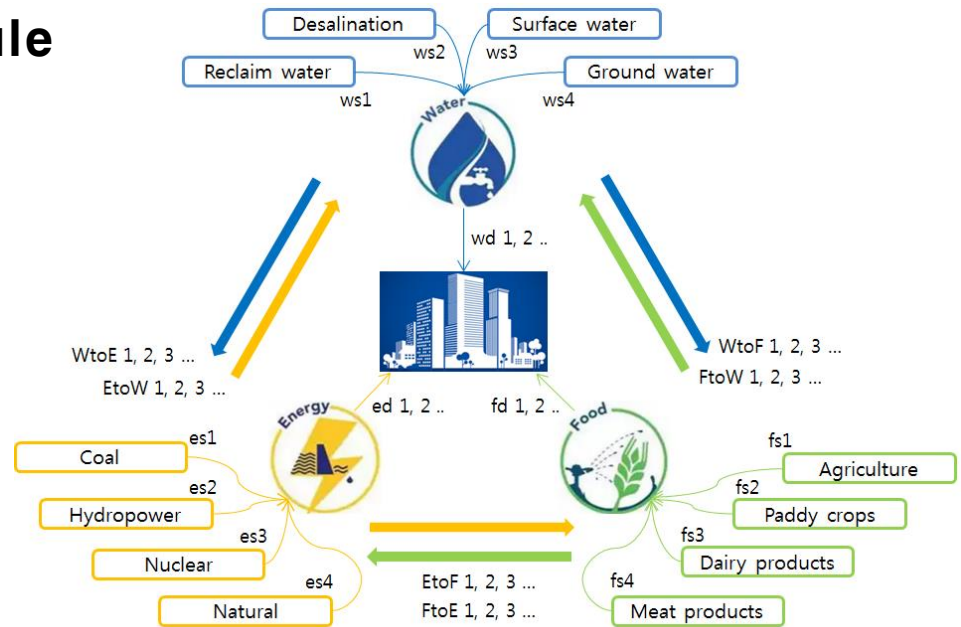 ule
Desalination
Surface water
ws2
ws3
Reclaim water
Ground water
ws1
ws4
Water
wd 1, 2 ..
WtoE 1, 2, 3 ...
EtoW 1, 2, 3 ...
WtoF 1, 2, 3 ...
FtoW 1, 2, 3 ...
ed 1, 2 ..
fd 1, 2 ..
Energy
Food
es1
Coal
es2
Hydropower
es3
Nuclear
es4
Natural
fs1
Agriculture
fs2
Paddy crops
fs3
Dairy products
fs4
Meat products
EtoF 1, 2, 3 ...
FtoE 1, 2, 3 ...